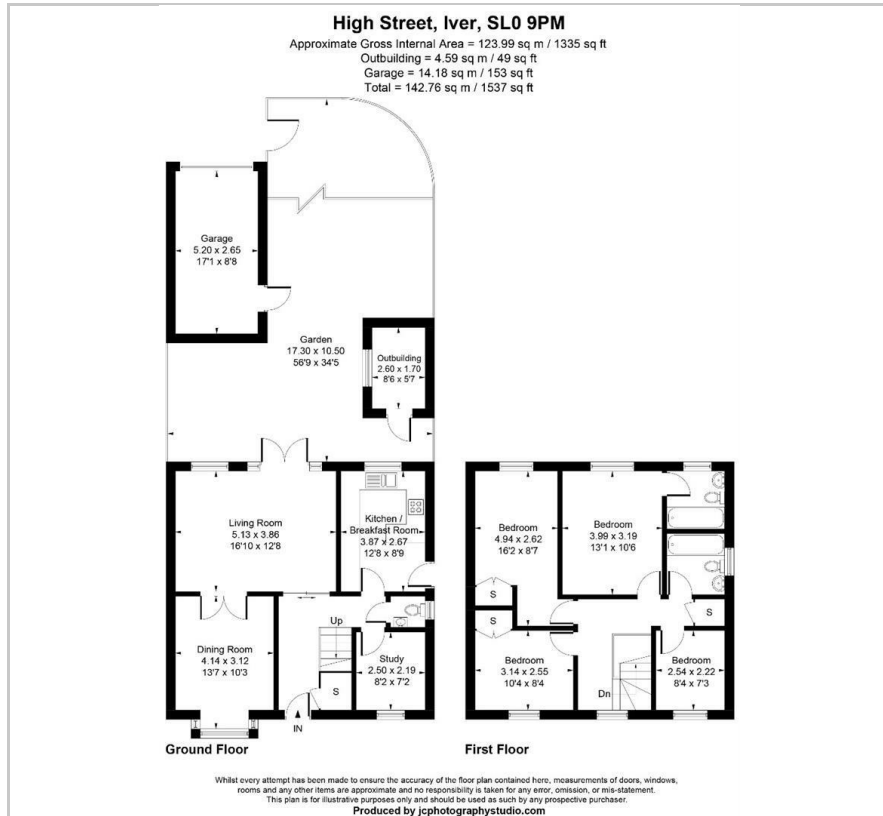 High Street, Iver, SL0 9PM
Approximate Gross Internal Area = 123.99 sq m / 1335 sq ft
Outbuilding = 4.59 sq m / 49 sq ft
Garage = 14.18 sq m / 153 sq ft
Total = 142.76 sq m / 1537 sq ft
Garage
5.20 x 2.65
17'1 x 8'8
Garden
17.30 x 10.50
56'9 x 34'5
Outbuilding
2.60 x 1.70
8'6 x 5'7
Living Room
5.13 x 3.86
16'10 x 12'8
Kitchen /
Breakfast Room
3.87 x 2.67
12'8 x 8'9
Dining Room
4.14 x 3.12
13'7 x 10'3
Up
S
Study
2.50 x 2.19
8'2 x 7'2
IN
Ground Floor
Bedroom
4.94 x 2.62
16'2 x 8'7
Bedroom
3.99 x 3.19
13'1 x 10'6
S
S
S
Bedroom
3.14 x 2.55
10'4 x 8'4
Dn
Bedroom
2.54 x 2.22
8'4 x 7'3
First Floor
Whilst every attempt has been made to ensure the accuracy of the floor plan contained here, measurements of doors, windows,
rooms and any other items are approximate and no responsibility is taken for any error, omission, or mis-statement.
This plan is for illustrative purposes only and should be used as such by any prospective purchaser.
Produced by jcphotographystudio.com